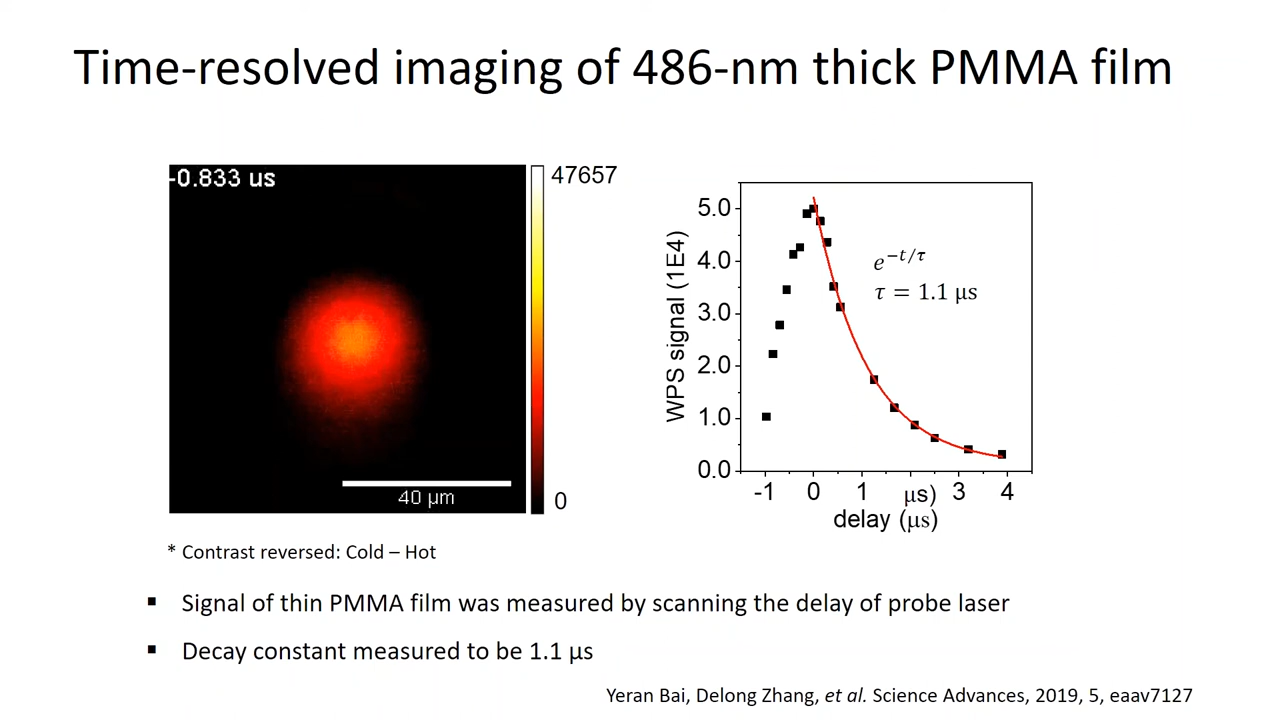 Time-resolved imaging of 486-nm thick PMMA film
-0.833 us
47657
0
40 µm
5.0
4.0
3.0
2.0
1.0
0.0
WPS signal (1E4)
e^{-t/τ}
τ = 1.1 µs
-1 0 1 µs) 3 4
delay (µs)
* Contrast reversed: Cold – Hot
▪ Signal of thin PMMA film was measured by scanning the delay of probe laser
▪ Decay constant measured to be 1.1 µs
Yeran Bai, Delong Zhang, et al. Science Advances, 2019, 5, eaav7127